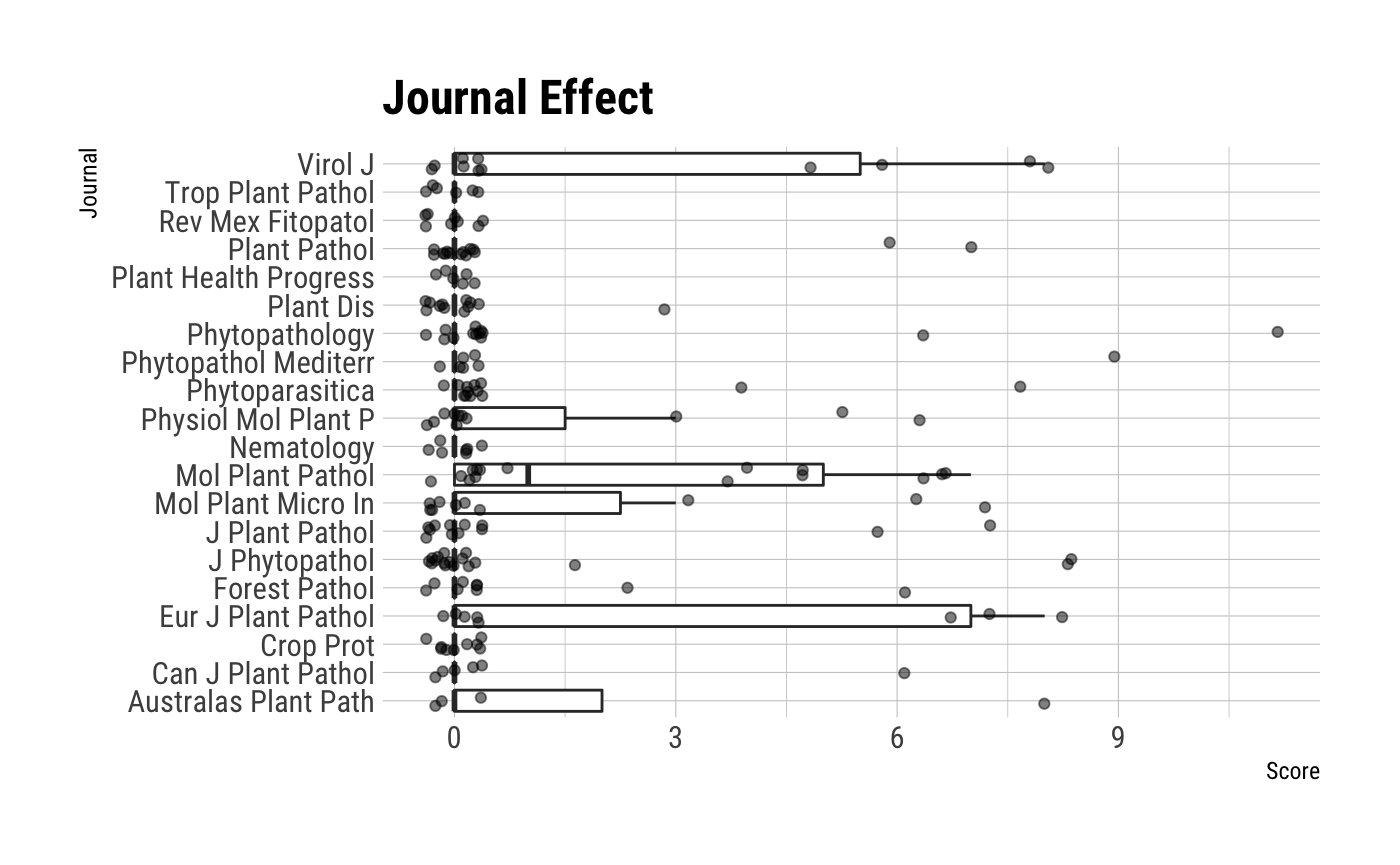 Journal Effect
Journal
Virol J
Trop Plant Pathol
Rev Mex Fitopatol
Plant Pathol
Plant Health Progress
Plant Dis
Phytopathology
Phytopathol Mediterr
Phytoparasitica
Physiol Mol Plant P
Nematology
Mol Plant Pathol
Mol Plant Micro In
J Plant Pathol
J Phytopathol
Forest Pathol
Eur J Plant Pathol
Crop Prot
Can J Plant Pathol
Australas Plant Path
0 3 6 9
Score